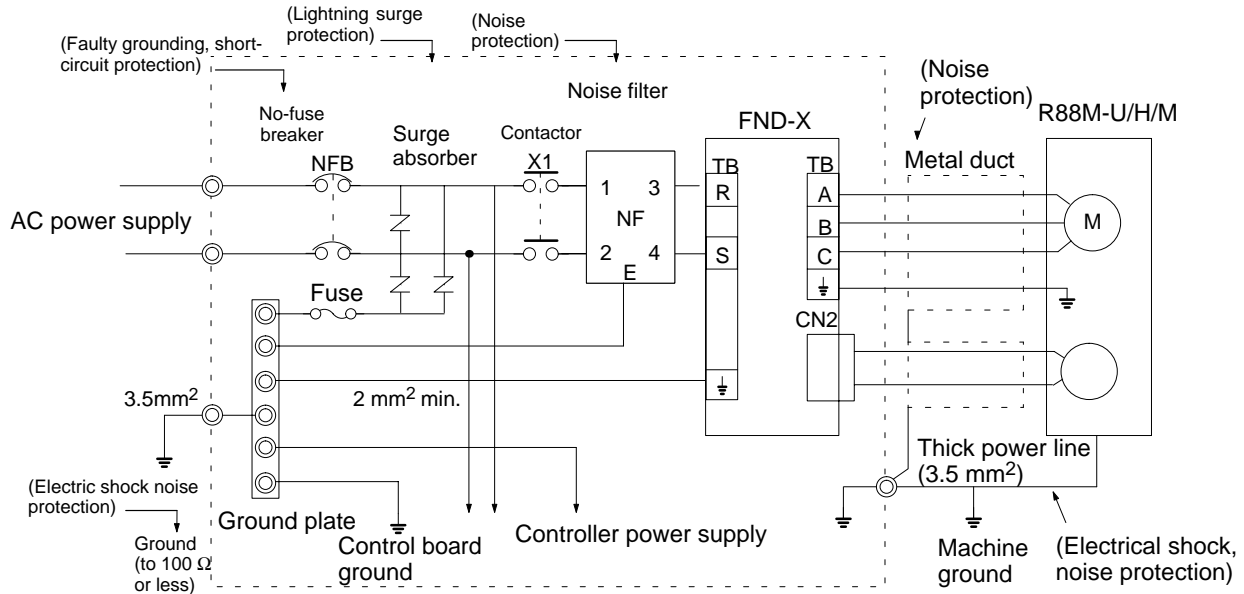 (Lightning surge
protection)
(Noise
protection)
(Faulty grounding, short-
circuit protection)
(Noise
protection)
Noise filter
No-fuse
breaker
Surge
absorber
Contactor
FND-X
R88M-U/H/M
NFB
X1
TB
TB
Metal duct
1
3
R
A
AC power supply
NF
B
M
2
4
S
C
E
Fuse
CN2
3.5mm2
2 mm2 min.
Thick power line
(3.5 mm2)
(Electric shock noise
protection)
Ground plate
Control board
ground
Controller power supply
Ground
(to 100 Ω
or less)
Machine
ground
(Electrical shock,
noise protection)